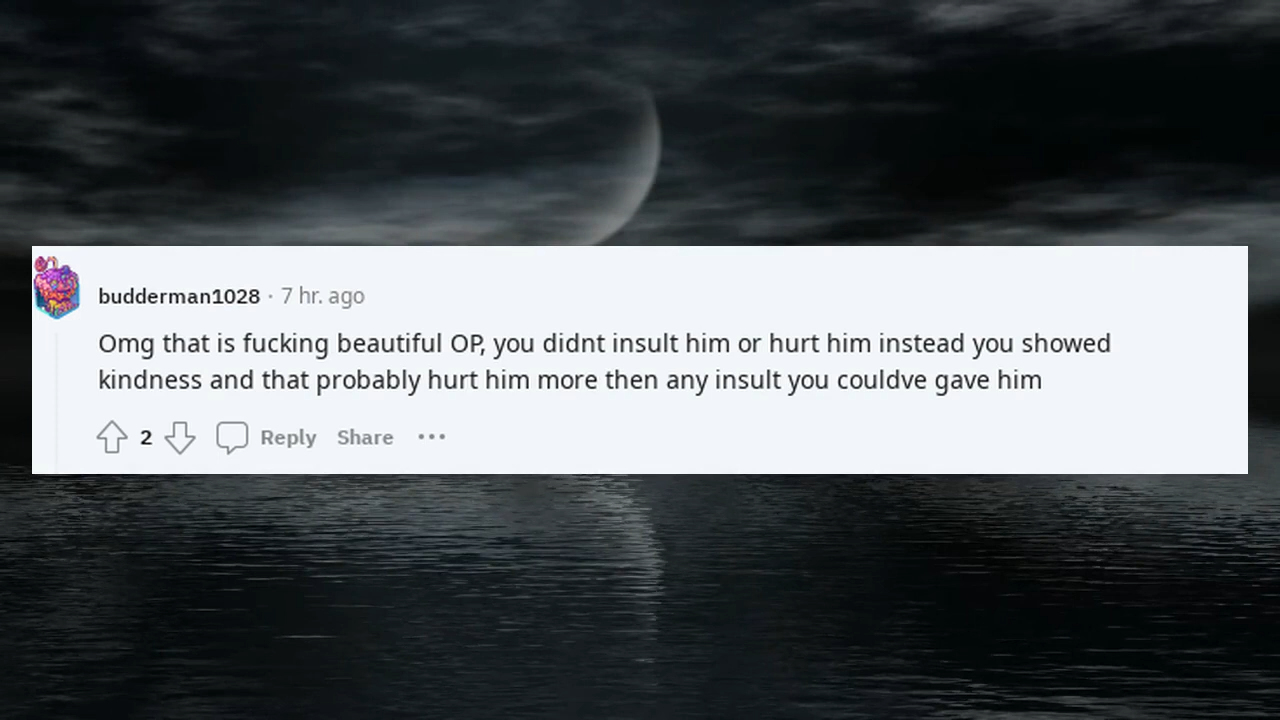 budderman1028 · 7 hr. ago
Omg that is fucking beautiful OP, you didnt insult him or hurt him instead you showed
kindness and that probably hurt him more then any insult you couldve gave him
2 Reply Share ···